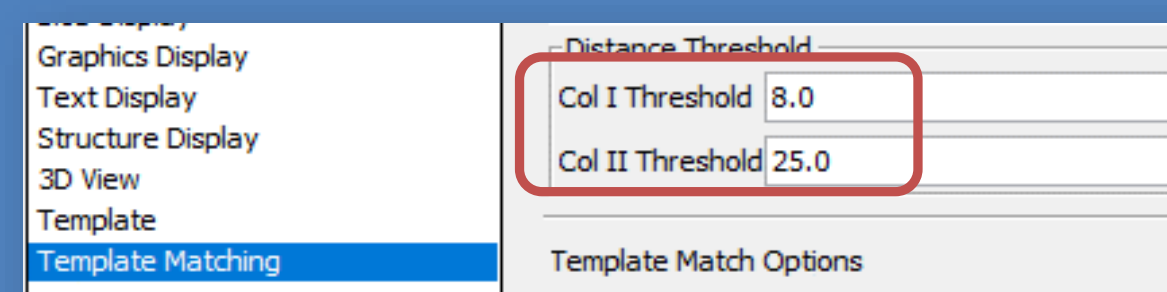 Graphics Display
Text Display
Structure Display
3D View
Template
Template Matching
Distance Threshold
Col I Threshold 8.0
Col II Threshold 25.0
Template Match Options